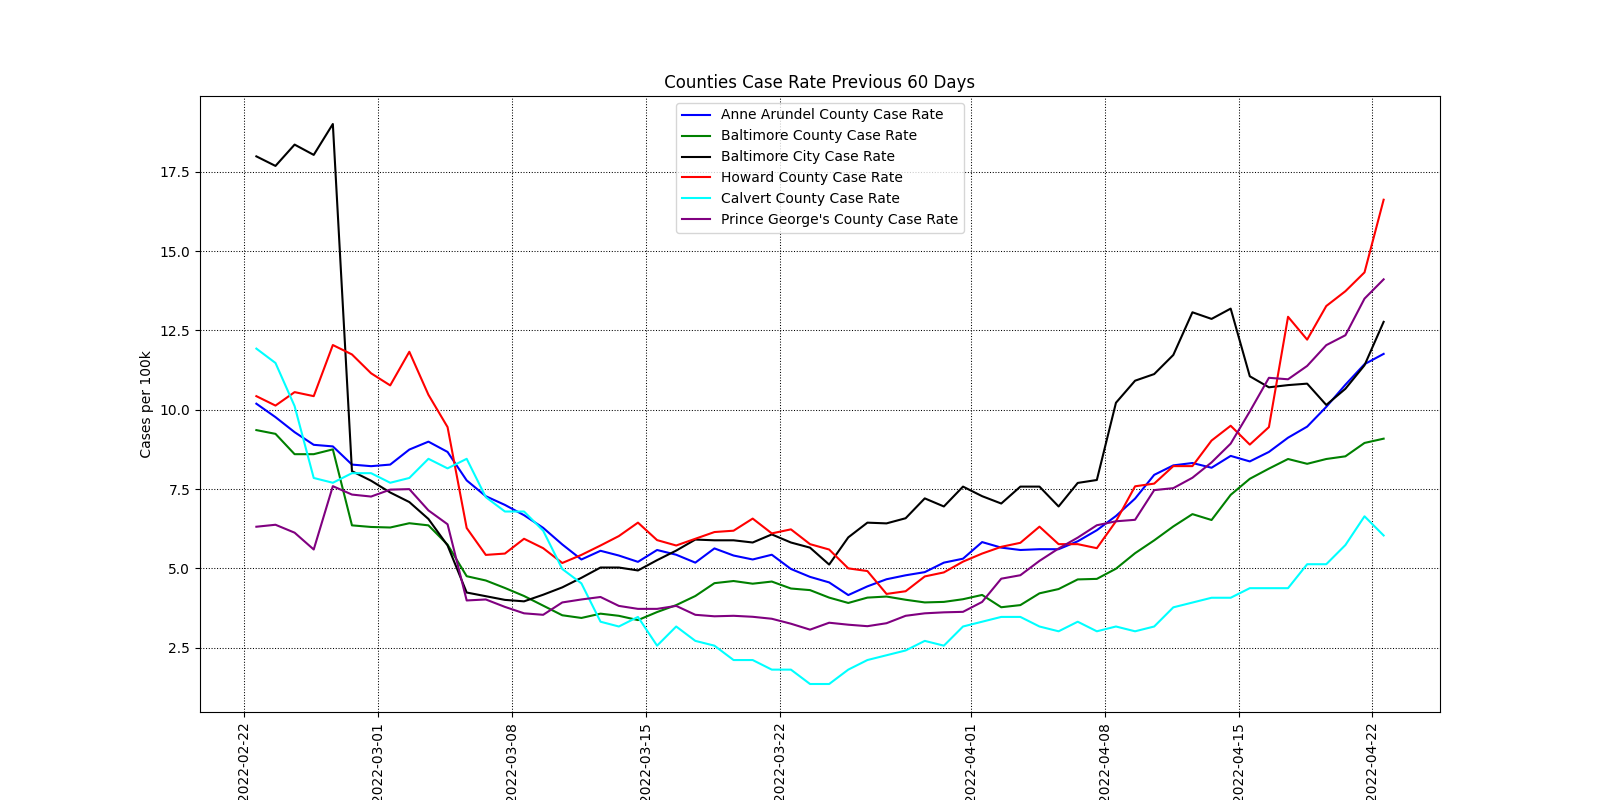 Counties Case Rate Previous 60 Days
Anne Arundel County Case Rate
Baltimore County Case Rate
Baltimore City Case Rate
Howard County Case Rate
Calvert County Case Rate
Prince George's County Case Rate
Cases per 100k
17.5
15.0
12.5
10.0
7.5
5.0
2.5
2022-02-22
2022-03-01
2022-03-08
2022-03-15
2022-03-22
2022-04-01
2022-04-08
2022-04-15
2022-04-22